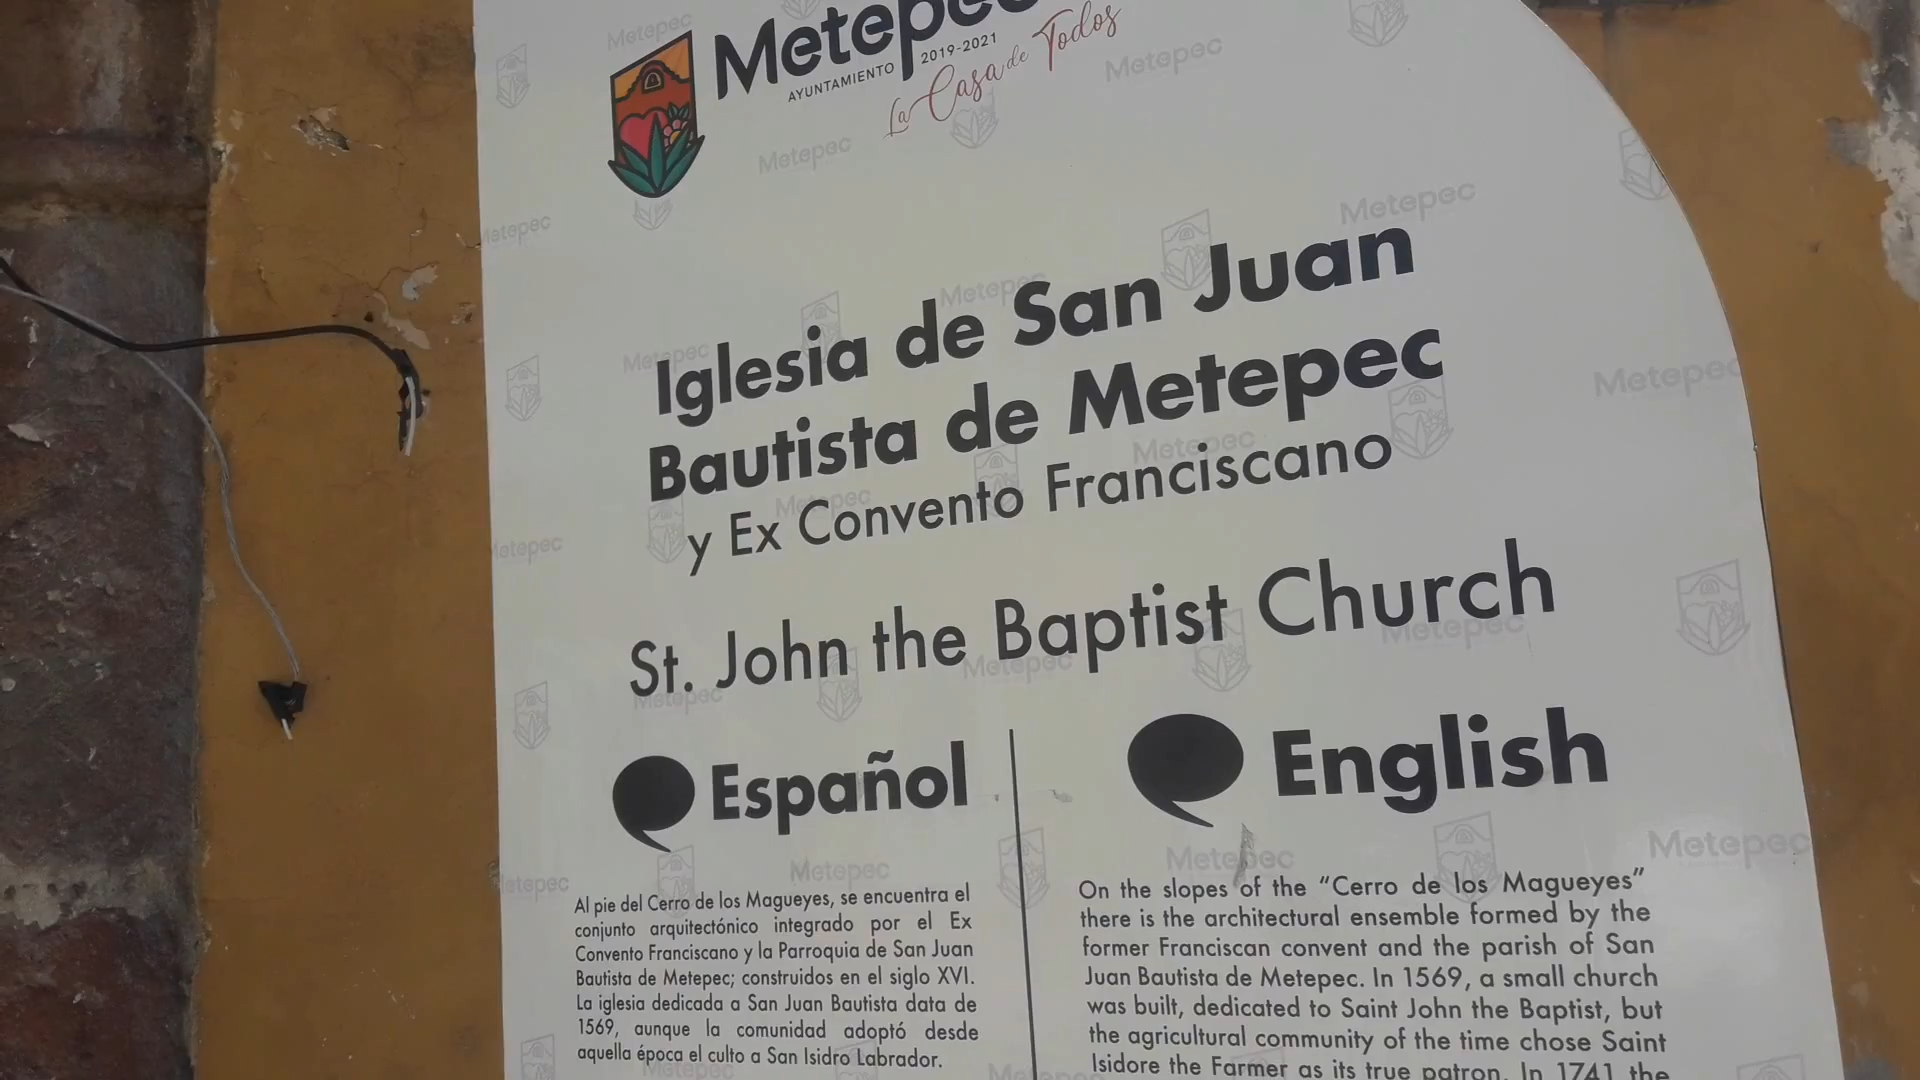 Metepec
AYUNTAMIENTO 2019-2021
La Casa de Todos
Iglesia de San Juan
Bautista de Metepec
y Ex Convento Franciscano
St. John the Baptist Church
Español
Al pie del Cerro de los Magueyes, se encuentra el
conjunto arquitectónico integrado por el Ex
Convento Franciscano y la Parroquia de San Juan
Bautista de Metepec; construidos en el siglo XVI.
La iglesia dedicada a San Juan Bautista data de
1569, aunque la comunidad adoptó desde
aquella época el culto a San Isidro Labrador.
English
On the slopes of the “Cerro de los Magueyes”
there is the architectural ensemble formed by the
former Franciscan convent and the parish of San
Juan Bautista de Metepec. In 1569, a small church
was built, dedicated to Saint John the Baptist, but
the agricultural community of the time chose Saint
Isidore the Farmer as its true patron. In 1741 the